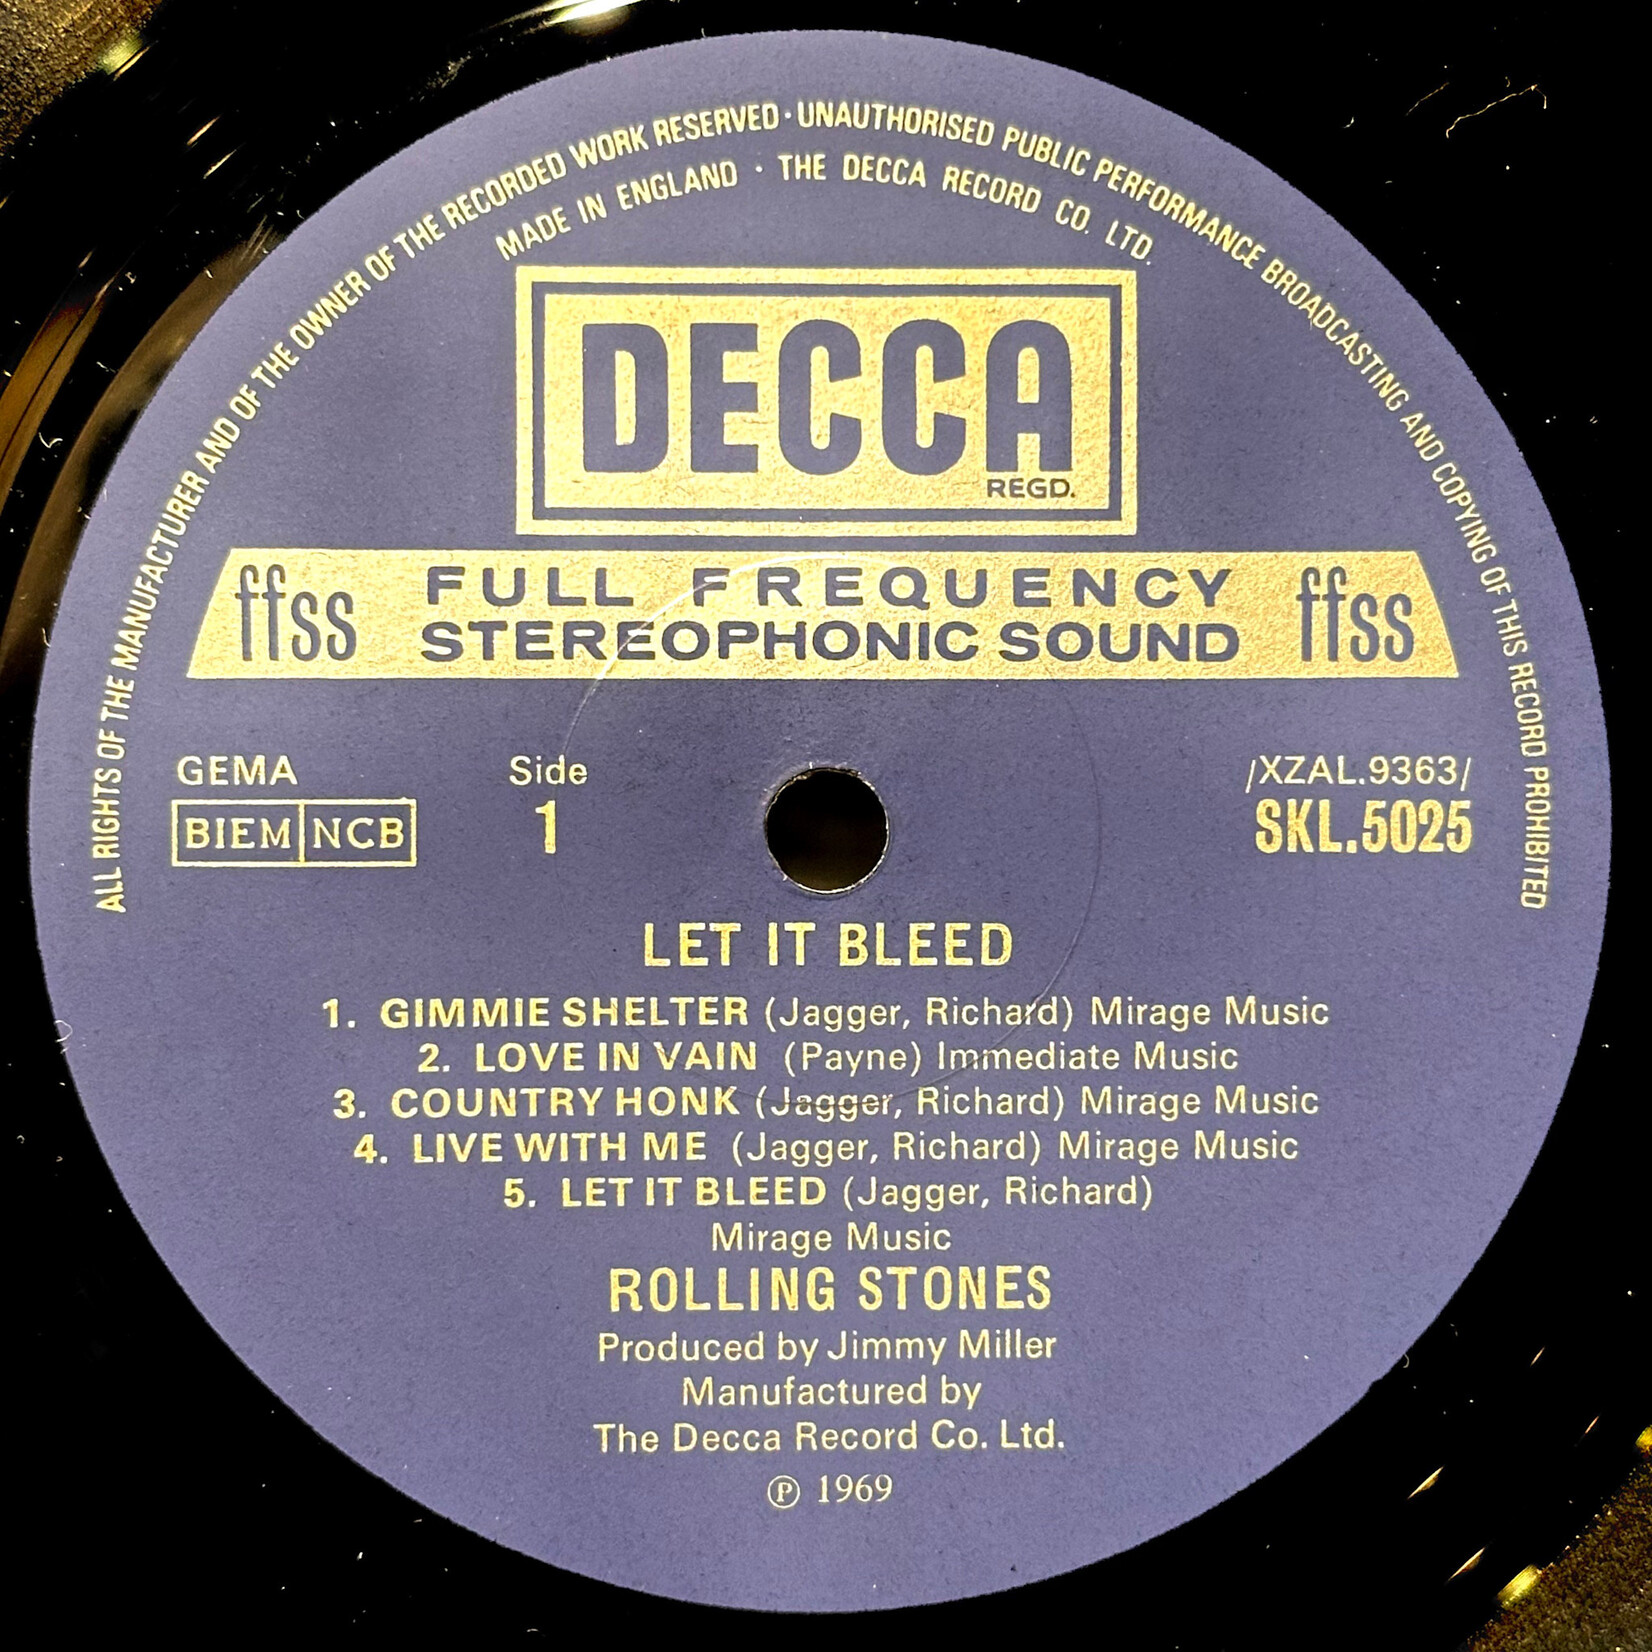 ALL RIGHTS OF THE MANUFACTURER AND OF THE OWNER OF THE RECORDED WORK RESERVED · UNAUTHORISED PUBLIC PERFORMANCE BROADCASTING AND COPYING OF THIS RECORD PROHIBITED
MADE IN ENGLAND · THE DECCA RECORD CO. LTD.
DECCA
REGD.
ffss FULL FREQUENCY ffss
STEREOPHONIC SOUND
GEMA Side /XZAL.9363/
BIEM NCB 1 SKL.5025
LET IT BLEED
1. GIMMIE SHELTER (Jagger, Richard) Mirage Music
2. LOVE IN VAIN (Payne) Immediate Music
3. COUNTRY HONK (Jagger, Richard) Mirage Music
4. LIVE WITH ME (Jagger, Richard) Mirage Music
5. LET IT BLEED (Jagger, Richard)
Mirage Music
ROLLING STONES
Produced by Jimmy Miller
Manufactured by
The Decca Record Co. Ltd.
℗ 1969